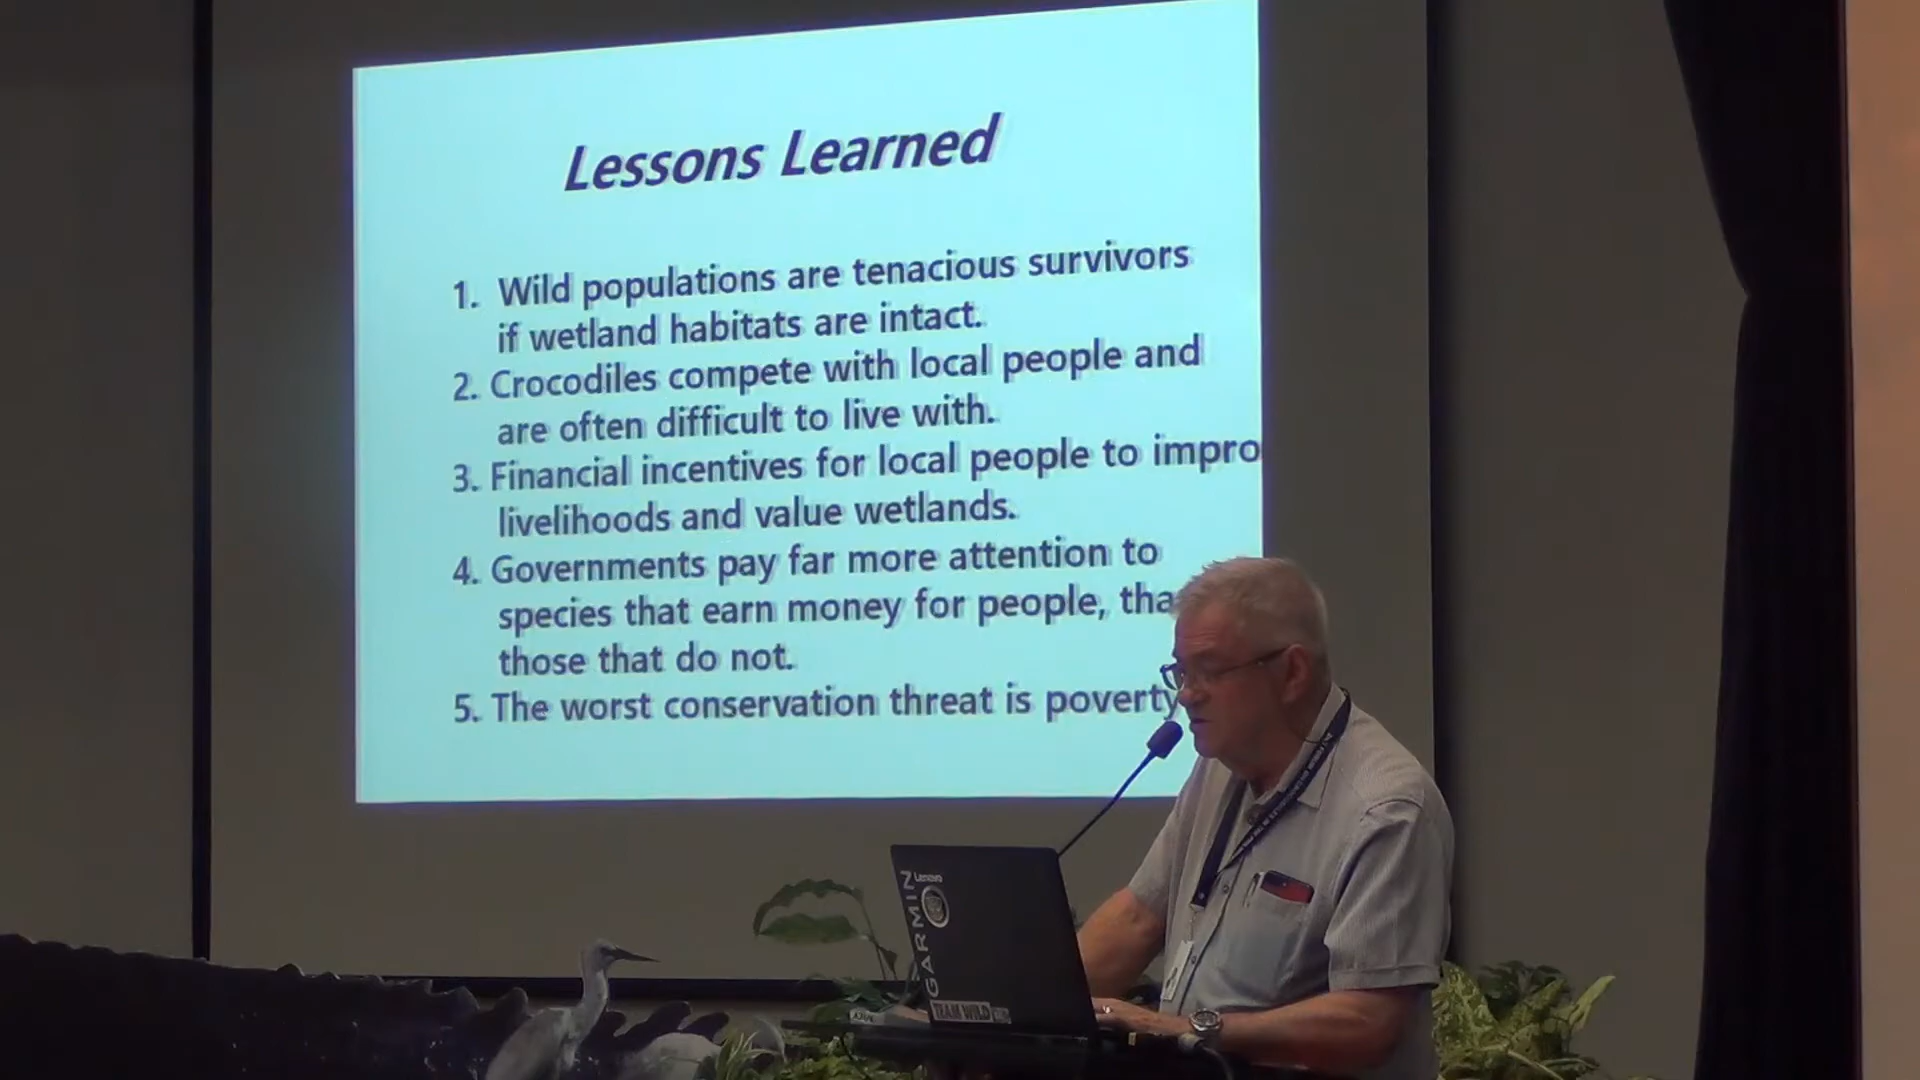 Lessons Learned
1. Wild populations are tenacious survivors
if wetland habitats are intact.
2. Crocodiles compete with local people and
are often difficult to live with.
3. Financial incentives for local people to impro
livelihoods and value wetlands.
4. Governments pay far more attention to
species that earn money for people, tha
those that do not.
5. The worst conservation threat is poverty
Lenovo
GARMIN
TEAM WILD